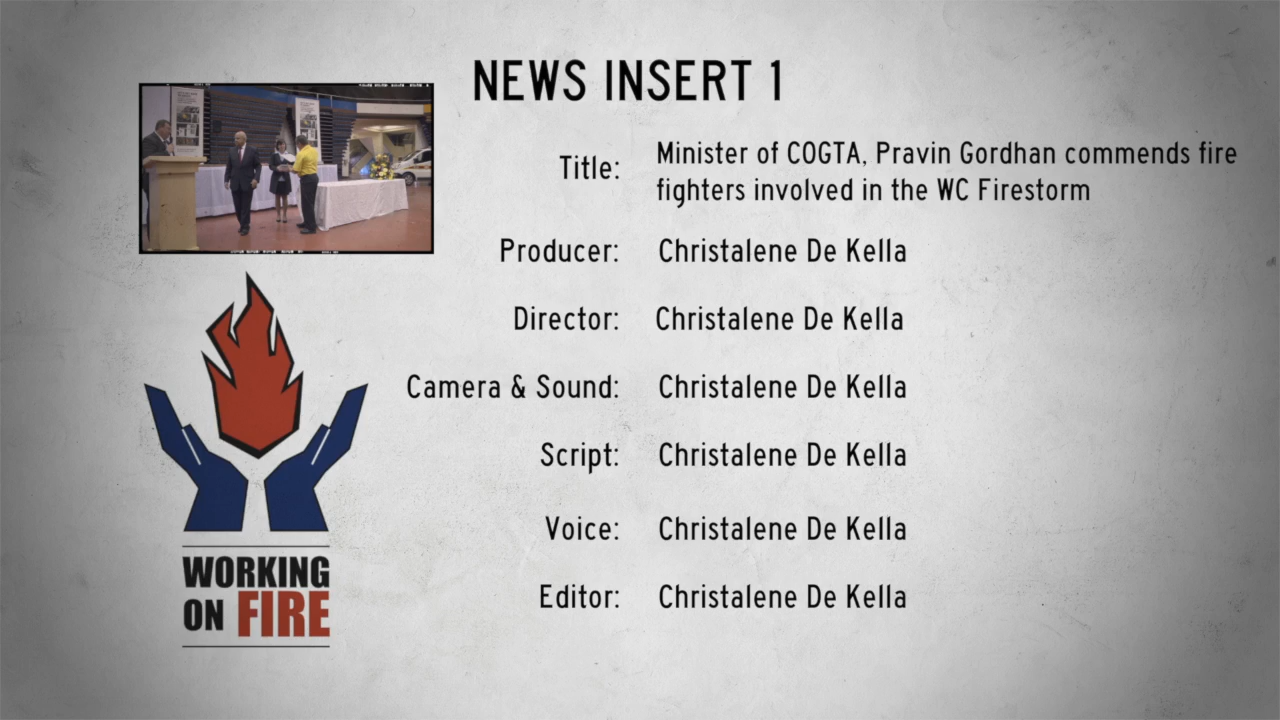 NEWS INSERT 1
Title: Minister of COGTA, Pravin Gordhan commends fire
fighters involved in the WC Firestorm
Producer: Christalene De Kella
Director: Christalene De Kella
Camera & Sound: Christalene De Kella
Script: Christalene De Kella
Voice: Christalene De Kella
Editor: Christalene De Kella
WORKING
ON FIRE